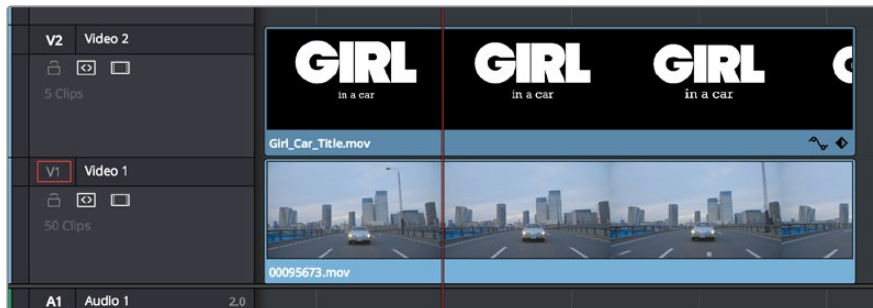 V2 Video 2
5 Clips
GIRL GIRL GIRL
in a car in a car in a car
Girl_Car_Title.mov
V1 Video 1
50 Clips
00095673.mov
A1 Audio 1 2.0